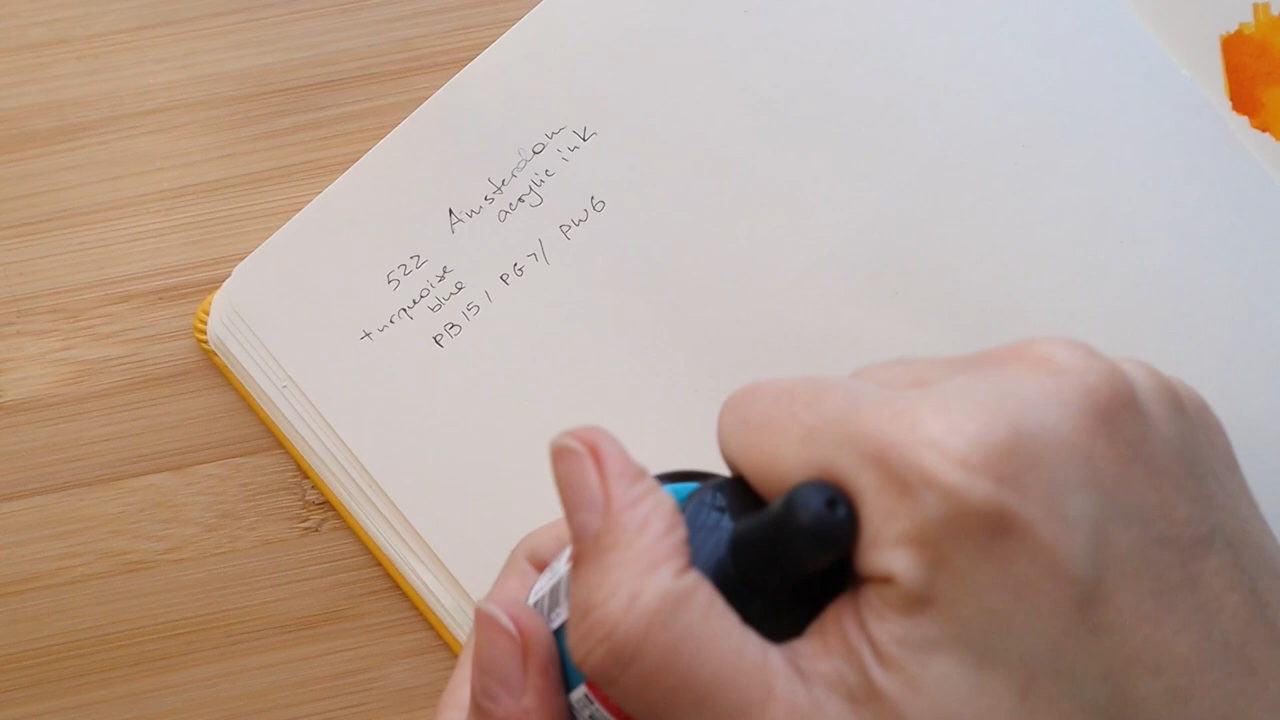 Amsterdam
acrylic ink
522
turquoise
blue
PB15 / PG7/ PW6